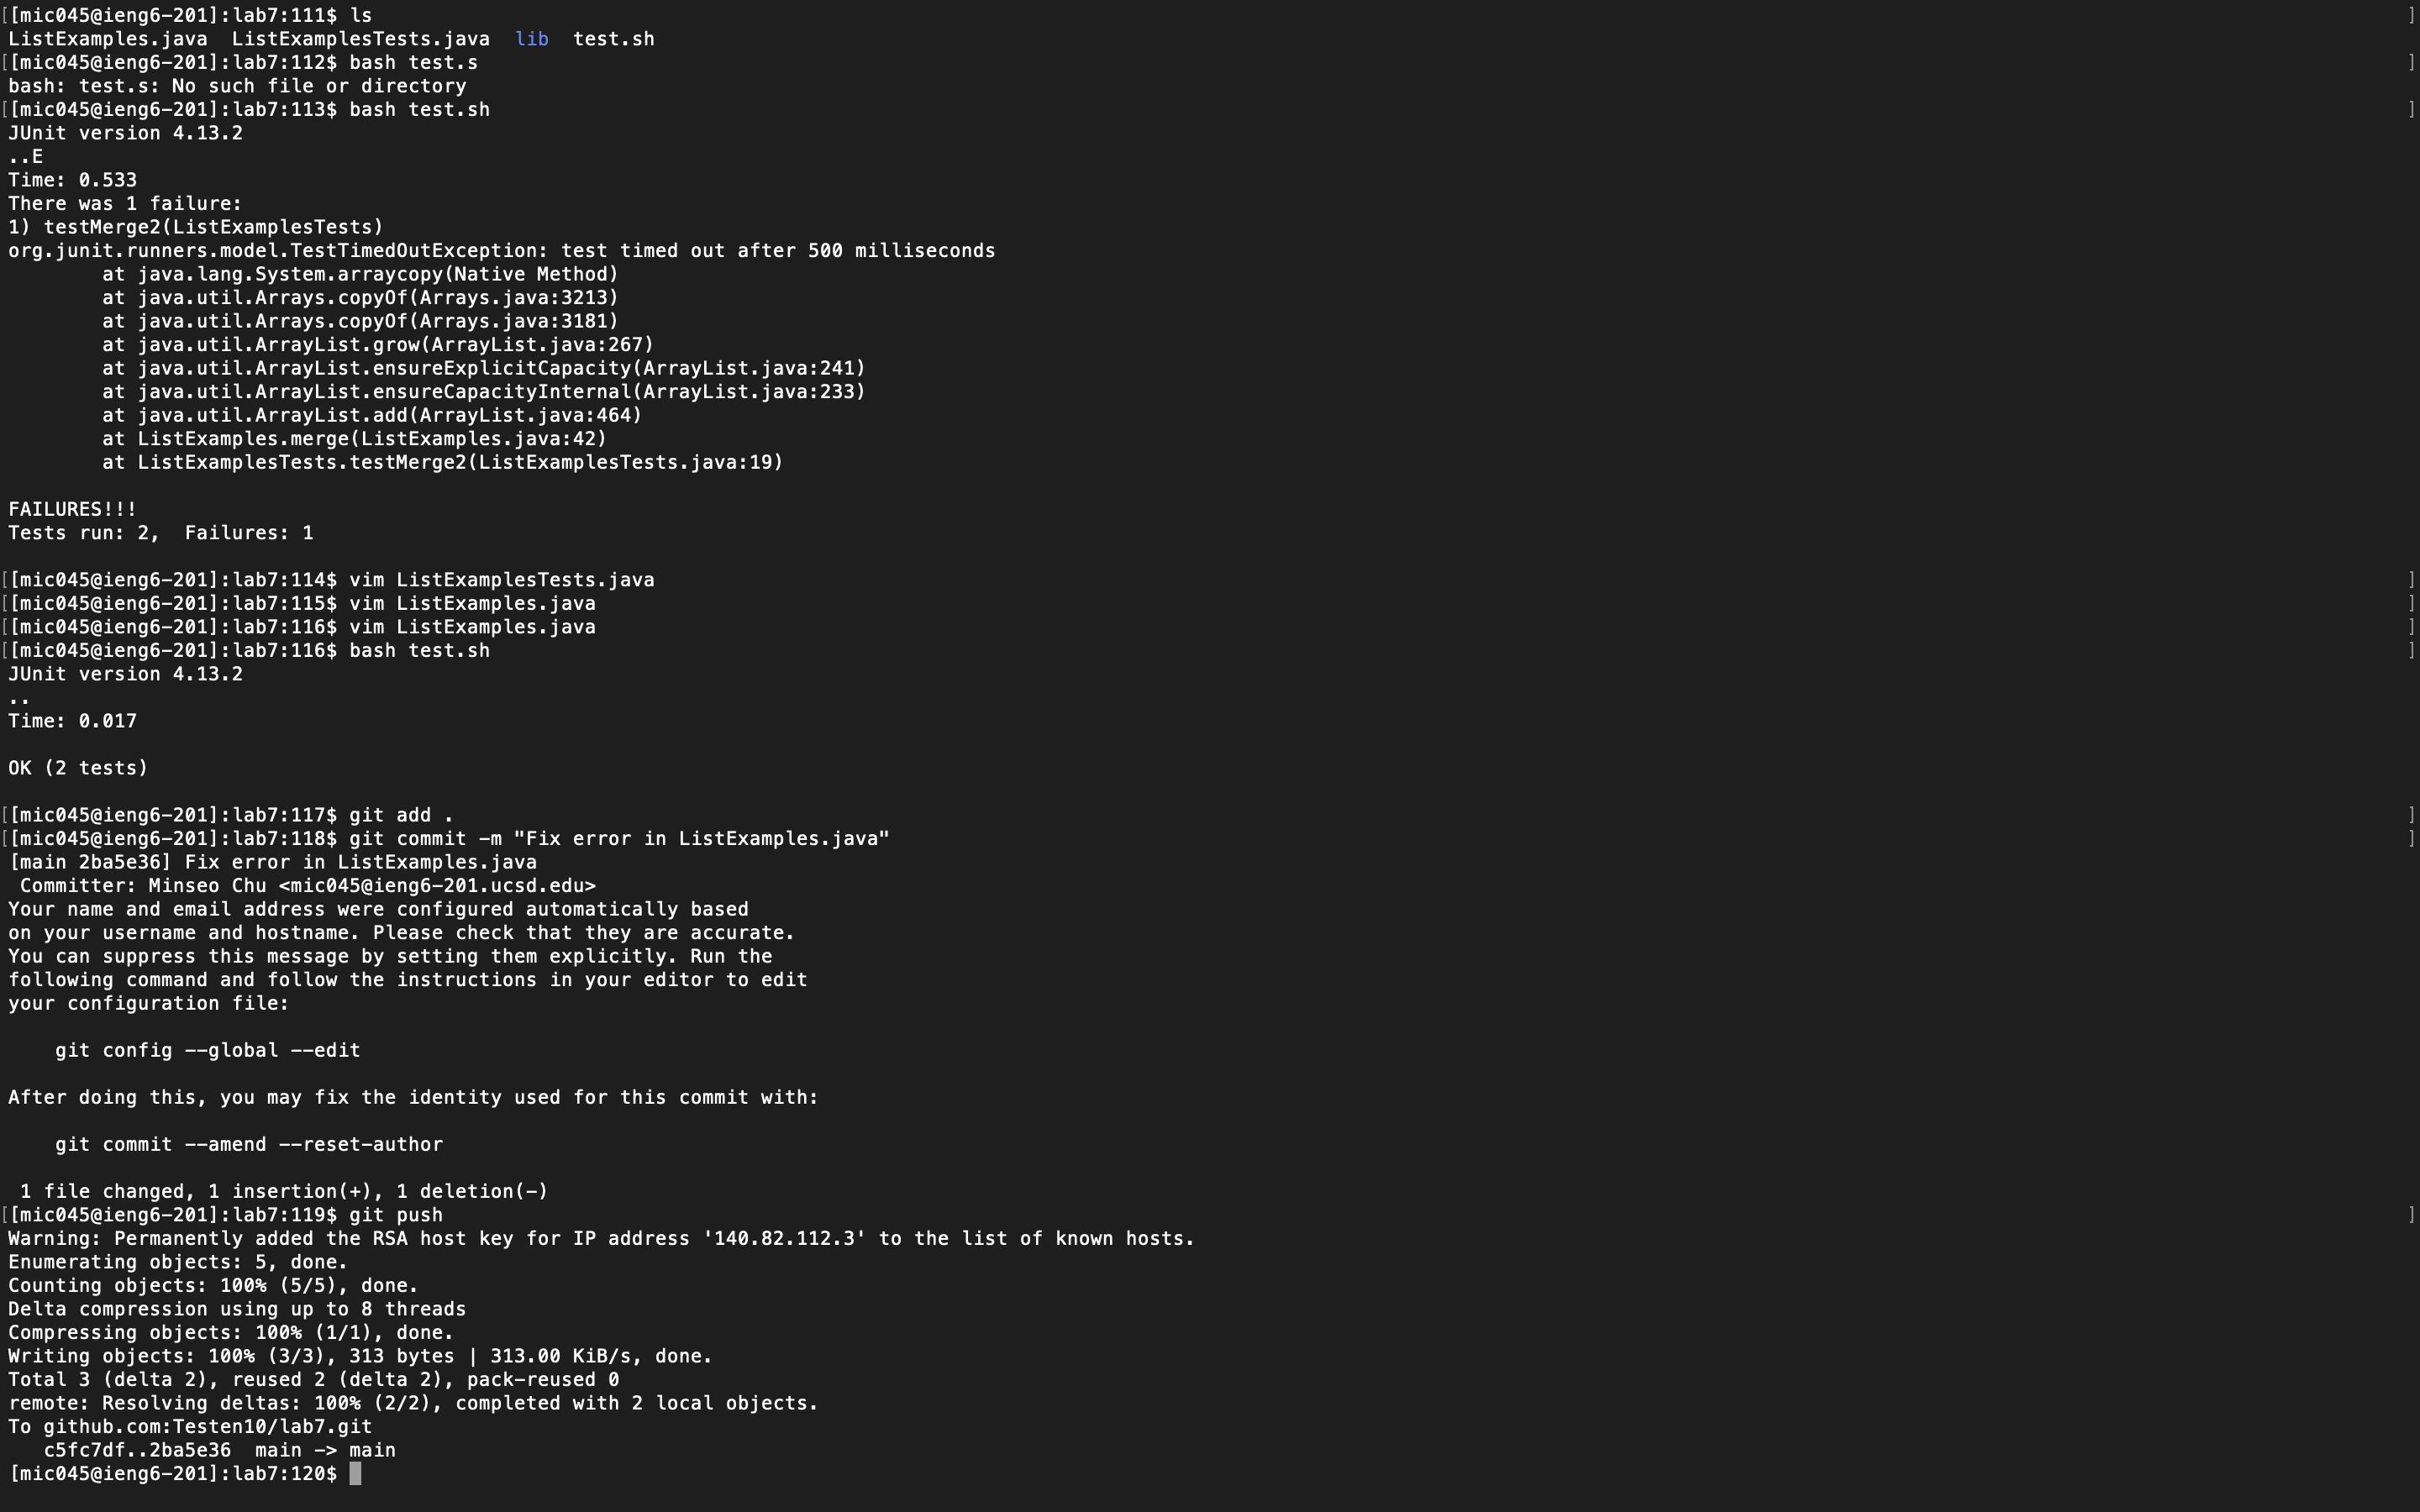 [[mic045@ieng6-201]:lab7:111$ ls ]
ListExamples.java  ListExamplesTests.java  lib  test.sh
[[mic045@ieng6-201]:lab7:112$ bash test.s ]
bash: test.s: No such file or directory
[[mic045@ieng6-201]:lab7:113$ bash test.sh ]
JUnit version 4.13.2
..E
Time: 0.533
There was 1 failure:
1) testMerge2(ListExamplesTests)
org.junit.runners.model.TestTimedOutException: test timed out after 500 milliseconds
        at java.lang.System.arraycopy(Native Method)
        at java.util.Arrays.copyOf(Arrays.java:3213)
        at java.util.Arrays.copyOf(Arrays.java:3181)
        at java.util.ArrayList.grow(ArrayList.java:267)
        at java.util.ArrayList.ensureExplicitCapacity(ArrayList.java:241)
        at java.util.ArrayList.ensureCapacityInternal(ArrayList.java:233)
        at java.util.ArrayList.add(ArrayList.java:464)
        at ListExamples.merge(ListExamples.java:42)
        at ListExamplesTests.testMerge2(ListExamplesTests.java:19)

FAILURES!!!
Tests run: 2,  Failures: 1

[[mic045@ieng6-201]:lab7:114$ vim ListExamplesTests.java ]
[[mic045@ieng6-201]:lab7:115$ vim ListExamples.java ]
[[mic045@ieng6-201]:lab7:116$ vim ListExamples.java ]
[[mic045@ieng6-201]:lab7:116$ bash test.sh ]
JUnit version 4.13.2
..
Time: 0.017

OK (2 tests)

[[mic045@ieng6-201]:lab7:117$ git add . ]
[[mic045@ieng6-201]:lab7:118$ git commit -m "Fix error in ListExamples.java" ]
[main 2ba5e36] Fix error in ListExamples.java
 Committer: Minseo Chu <mic045@ieng6-201.ucsd.edu>
Your name and email address were configured automatically based
on your username and hostname. Please check that they are accurate.
You can suppress this message by setting them explicitly. Run the
following command and follow the instructions in your editor to edit
your configuration file:

    git config --global --edit

After doing this, you may fix the identity used for this commit with:

    git commit --amend --reset-author

 1 file changed, 1 insertion(+), 1 deletion(-)
[[mic045@ieng6-201]:lab7:119$ git push ]
Warning: Permanently added the RSA host key for IP address '140.82.112.3' to the list of known hosts.
Enumerating objects: 5, done.
Counting objects: 100% (5/5), done.
Delta compression using up to 8 threads
Compressing objects: 100% (1/1), done.
Writing objects: 100% (3/3), 313 bytes | 313.00 KiB/s, done.
Total 3 (delta 2), reused 2 (delta 2), pack-reused 0
remote: Resolving deltas: 100% (2/2), completed with 2 local objects.
To github.com:Testen10/lab7.git
   c5fc7df..2ba5e36  main -> main
[mic045@ieng6-201]:lab7:120$